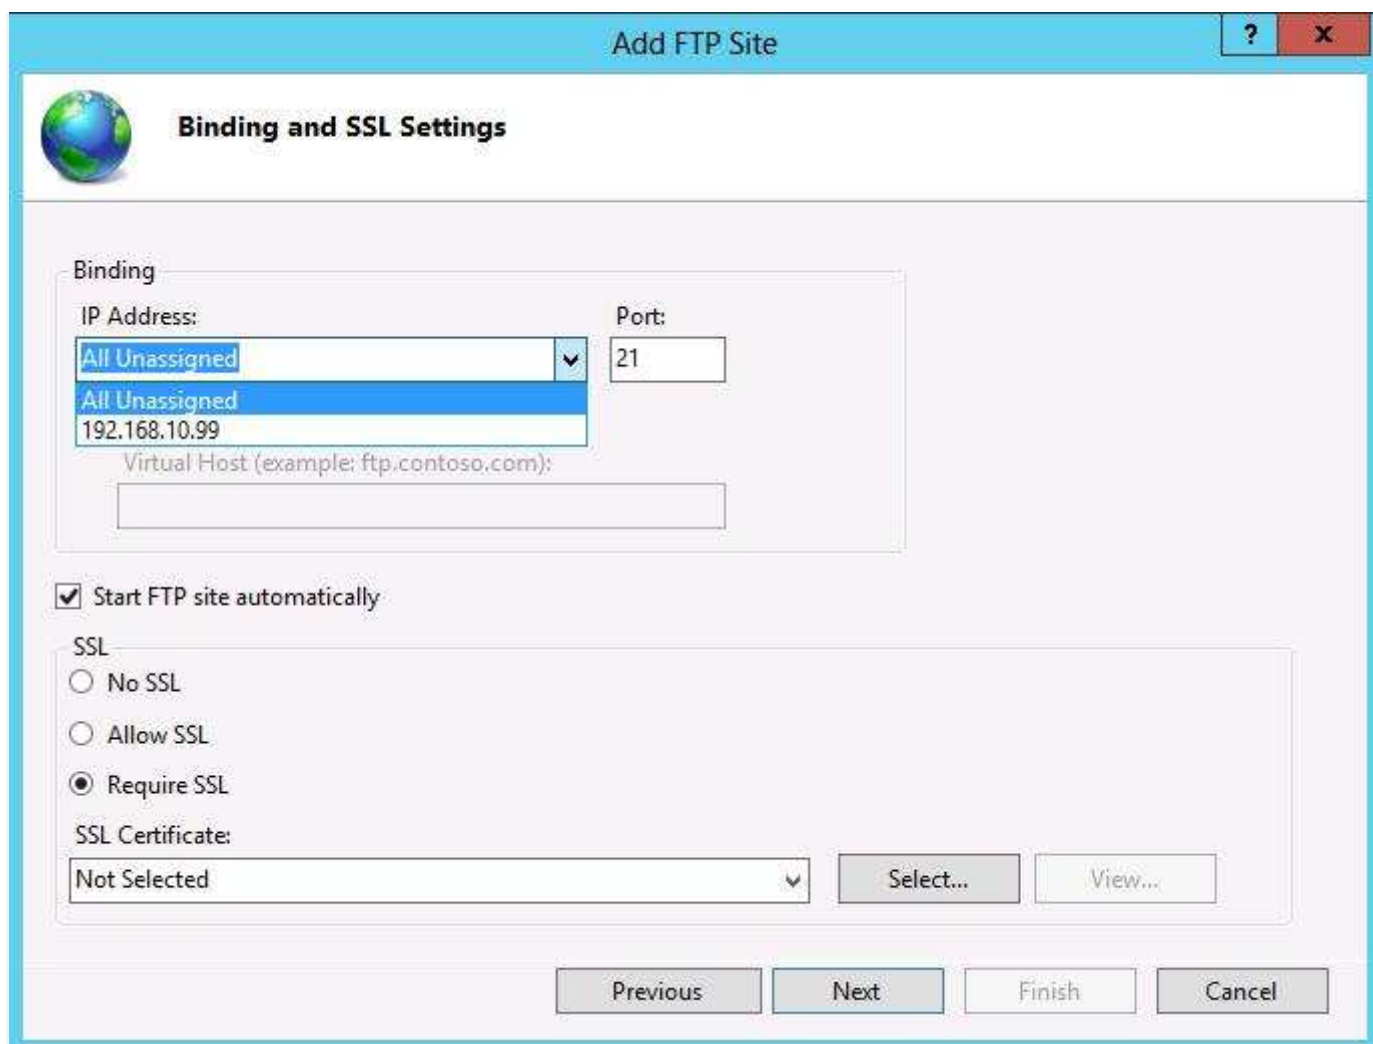 Add FTP Site
?
x
Binding and SSL Settings
Binding
IP Address:
Port:
All Unassigned
21
All Unassigned
192.168.10.99
Virtual Host (example: ftp.contoso.com):
Start FTP site automatically
SSL
No SSL
Allow SSL
Require SSL
SSL Certificate:
Not Selected
Select...
View...
Previous
Next
Finish
Cancel